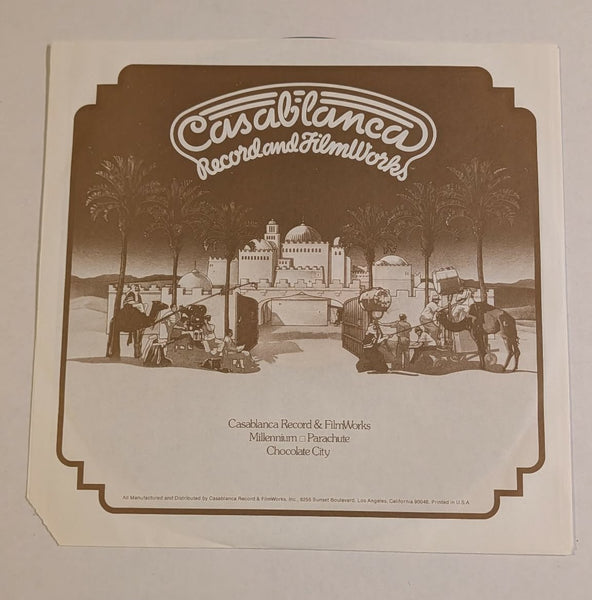 Casablanca
Record and FilmWorks
Casablanca Record & FilmWorks
Millennium □ Parachute
Chocolate City
All Manufactured and Distributed by Casablanca Record & FilmWorks, Inc., 8255 Sunset Boulevard, Los Angeles, California 90046. Printed in U.S.A